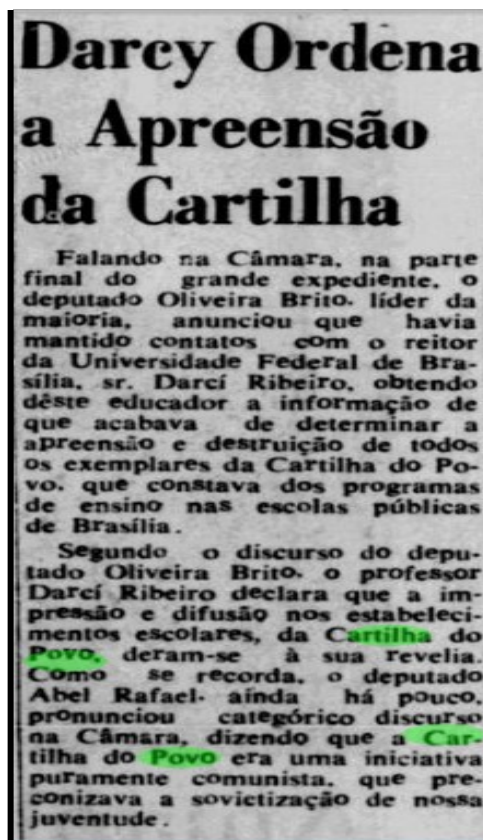 Darcy Ordena
a Apreensão
da Cartilha
Falando na Câmara, na parte
final do grande expediente, o
deputado Oliveira Brito, líder da
maioria, anunciou que havia
mantido contatos com o reitor
da Universidade Federal de Bra-
sília, sr. Darcí Ribeiro, obtendo
dêste educador a informação de
que acabava de determinar a
apreensão e destruição de todos
os exemplares da Cartilha do Po-
vo, que constava dos programas
de ensino nas escolas públicas
de Brasília.
Segundo o discurso do depu-
tado Oliveira Brito, o professor
Darcí Ribeiro declara que a im-
pressão e difusão nos estabeleci-
mentos escolares, da Cartilha do
Povo, deram-se à sua revelia.
Como se recorda, o deputado
Abel Rafael, ainda há pouco,
pronunciou categórico discurso
na Câmara, dizendo que a Car-
tilha do Povo era uma iniciativa
puramente comunista, que pre-
conizava a sovictização de nossa
juventude.